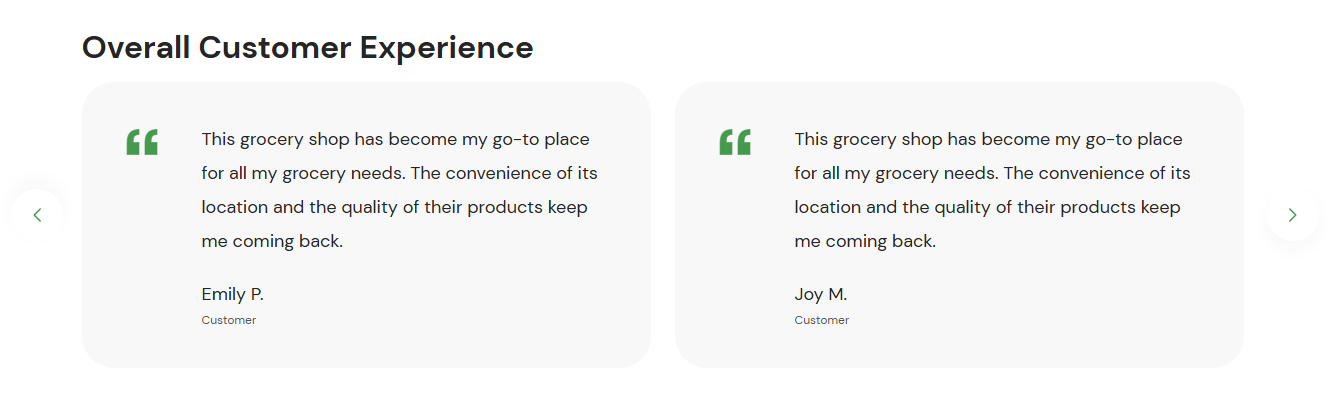 Overall Customer Experience
This grocery shop has become my go-to place
for all my grocery needs. The convenience of its
location and the quality of their products keep
me coming back.
Emily P.
Customer
This grocery shop has become my go-to place
for all my grocery needs. The convenience of its
location and the quality of their products keep
me coming back.
Joy M.
Customer